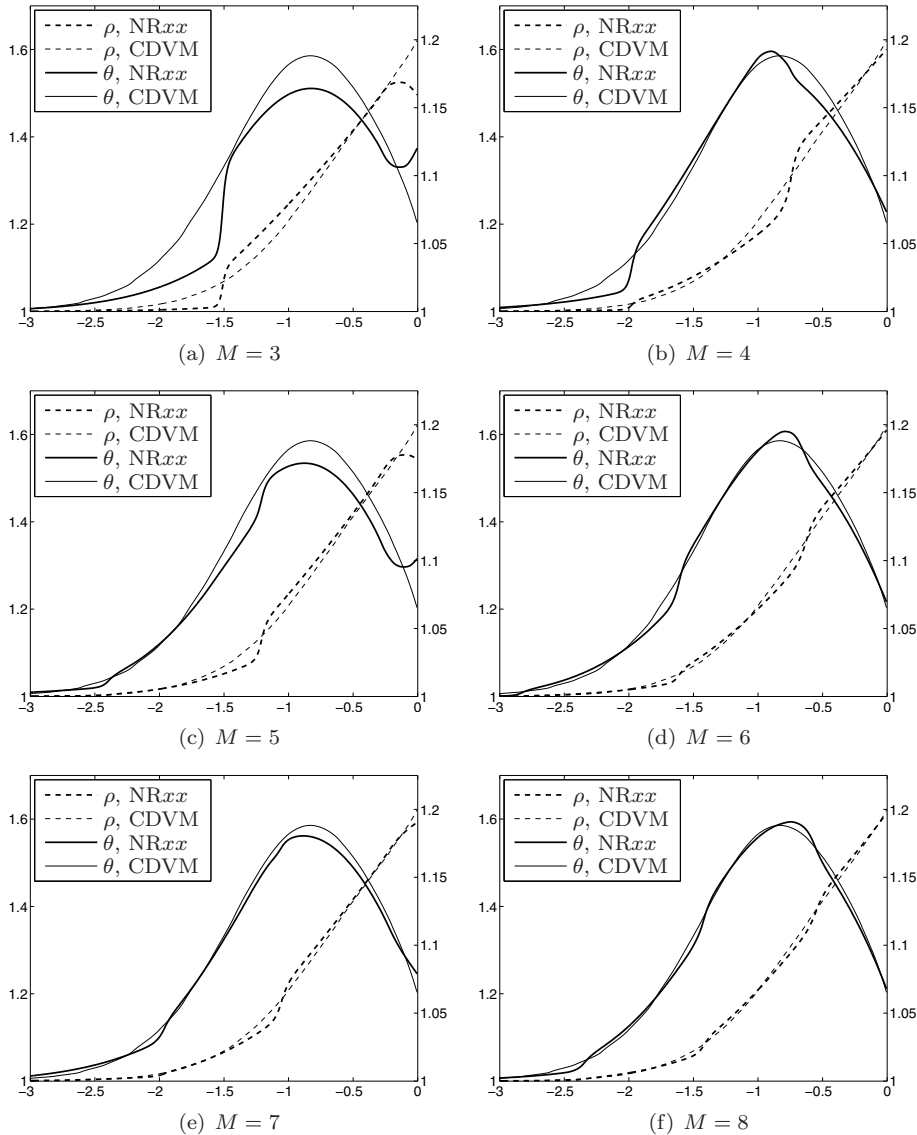 ρ, NRxx
ρ, CDVM
θ, NRxx
θ, CDVM
1.6
1.4
1.2
1
1.2
1.15
1.1
1.05
1
−3 −2.5 −2 −1.5 −1 −0.5 0
(a) M = 3
ρ, NRxx
ρ, CDVM
θ, NRxx
θ, CDVM
1.6
1.4
1.2
1
1.2
1.15
1.1
1.05
1
−3 −2.5 −2 −1.5 −1 −0.5 0
(b) M = 4
ρ, NRxx
ρ, CDVM
θ, NRxx
θ, CDVM
1.6
1.4
1.2
1
1.2
1.15
1.1
1.05
1
−3 −2.5 −2 −1.5 −1 −0.5 0
(c) M = 5
ρ, NRxx
ρ, CDVM
θ, NRxx
θ, CDVM
1.6
1.4
1.2
1
1.2
1.15
1.1
1.05
1
−3 −2.5 −2 −1.5 −1 −0.5 0
(d) M = 6
ρ, NRxx
ρ, CDVM
θ, NRxx
θ, CDVM
1.6
1.4
1.2
1
1.2
1.15
1.1
1.05
1
−3 −2.5 −2 −1.5 −1 −0.5 0
(e) M = 7
ρ, NRxx
ρ, CDVM
θ, NRxx
θ, CDVM
1.6
1.4
1.2
1
1.2
1.15
1.1
1.05
1
−3 −2.5 −2 −1.5 −1 −0.5 0
(f) M = 8